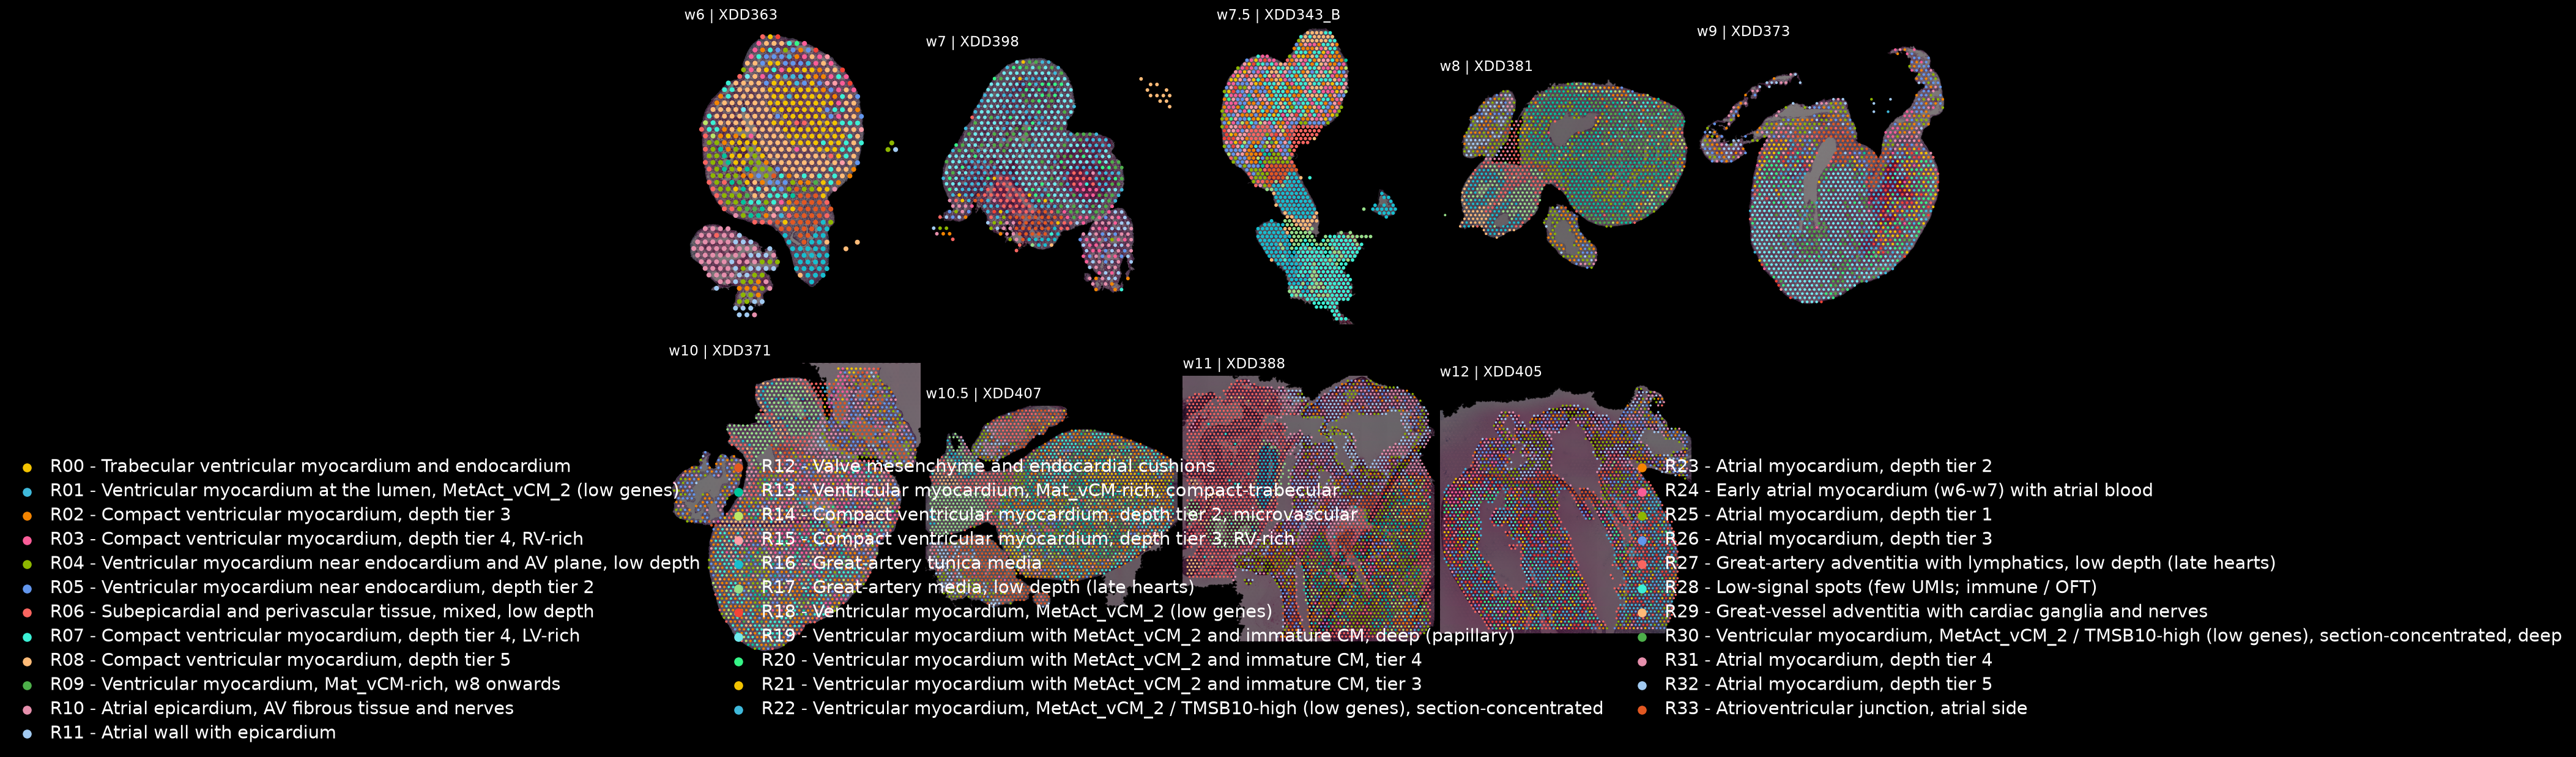 w6 | XDD363
w7 | XDD398
w7.5 | XDD343_B
w8 | XDD381
w9 | XDD373
w10 | XDD371
w10.5 | XDD407
w11 | XDD388
w12 | XDD405
R00 - Trabecular ventricular myocardium and endocardium
R01 - Ventricular myocardium at the lumen, MetAct_vCM_2 (low genes)
R02 - Compact ventricular myocardium, depth tier 3
R03 - Compact ventricular myocardium, depth tier 4, RV-rich
R04 - Ventricular myocardium near endocardium and AV plane, low depth
R05 - Ventricular myocardium near endocardium, depth tier 2
R06 - Subepicardial and perivascular tissue, mixed, low depth
R07 - Compact ventricular myocardium, depth tier 4, LV-rich
R08 - Compact ventricular myocardium, depth tier 5
R09 - Ventricular myocardium, Mat_vCM-rich, w8 onwards
R10 - Atrial epicardium, AV fibrous tissue and nerves
R11 - Atrial wall with epicardium
R12 - Valve mesenchyme and endocardial cushions
R13 - Ventricular myocardium, Mat_vCM-rich, compact-trabecular
R14 - Compact ventricular myocardium, depth tier 2, microvascular
R15 - Compact ventricular myocardium, depth tier 3, RV-rich
R16 - Great-artery tunica media
R17 - Great-artery media, low depth (late hearts)
R18 - Ventricular myocardium, MetAct_vCM_2 (low genes)
R19 - Ventricular myocardium with MetAct_vCM_2 and immature CM, deep (papillary)
R20 - Ventricular myocardium with MetAct_vCM_2 and immature CM, tier 4
R21 - Ventricular myocardium with MetAct_vCM_2 and immature CM, tier 3
R22 - Ventricular myocardium, MetAct_vCM_2 / TMSB10-high (low genes), section-concentrated
R23 - Atrial myocardium, depth tier 2
R24 - Early atrial myocardium (w6-w7) with atrial blood
R25 - Atrial myocardium, depth tier 1
R26 - Atrial myocardium, depth tier 3
R27 - Great-artery adventitia with lymphatics, low depth (late hearts)
R28 - Low-signal spots (few UMIs; immune / OFT)
R29 - Great-vessel adventitia with cardiac ganglia and nerves
R30 - Ventricular myocardium, MetAct_vCM_2 / TMSB10-high (low genes), section-concentrated, deep
R31 - Atrial myocardium, depth tier 4
R32 - Atrial myocardium, depth tier 5
R33 - Atrioventricular junction, atrial side